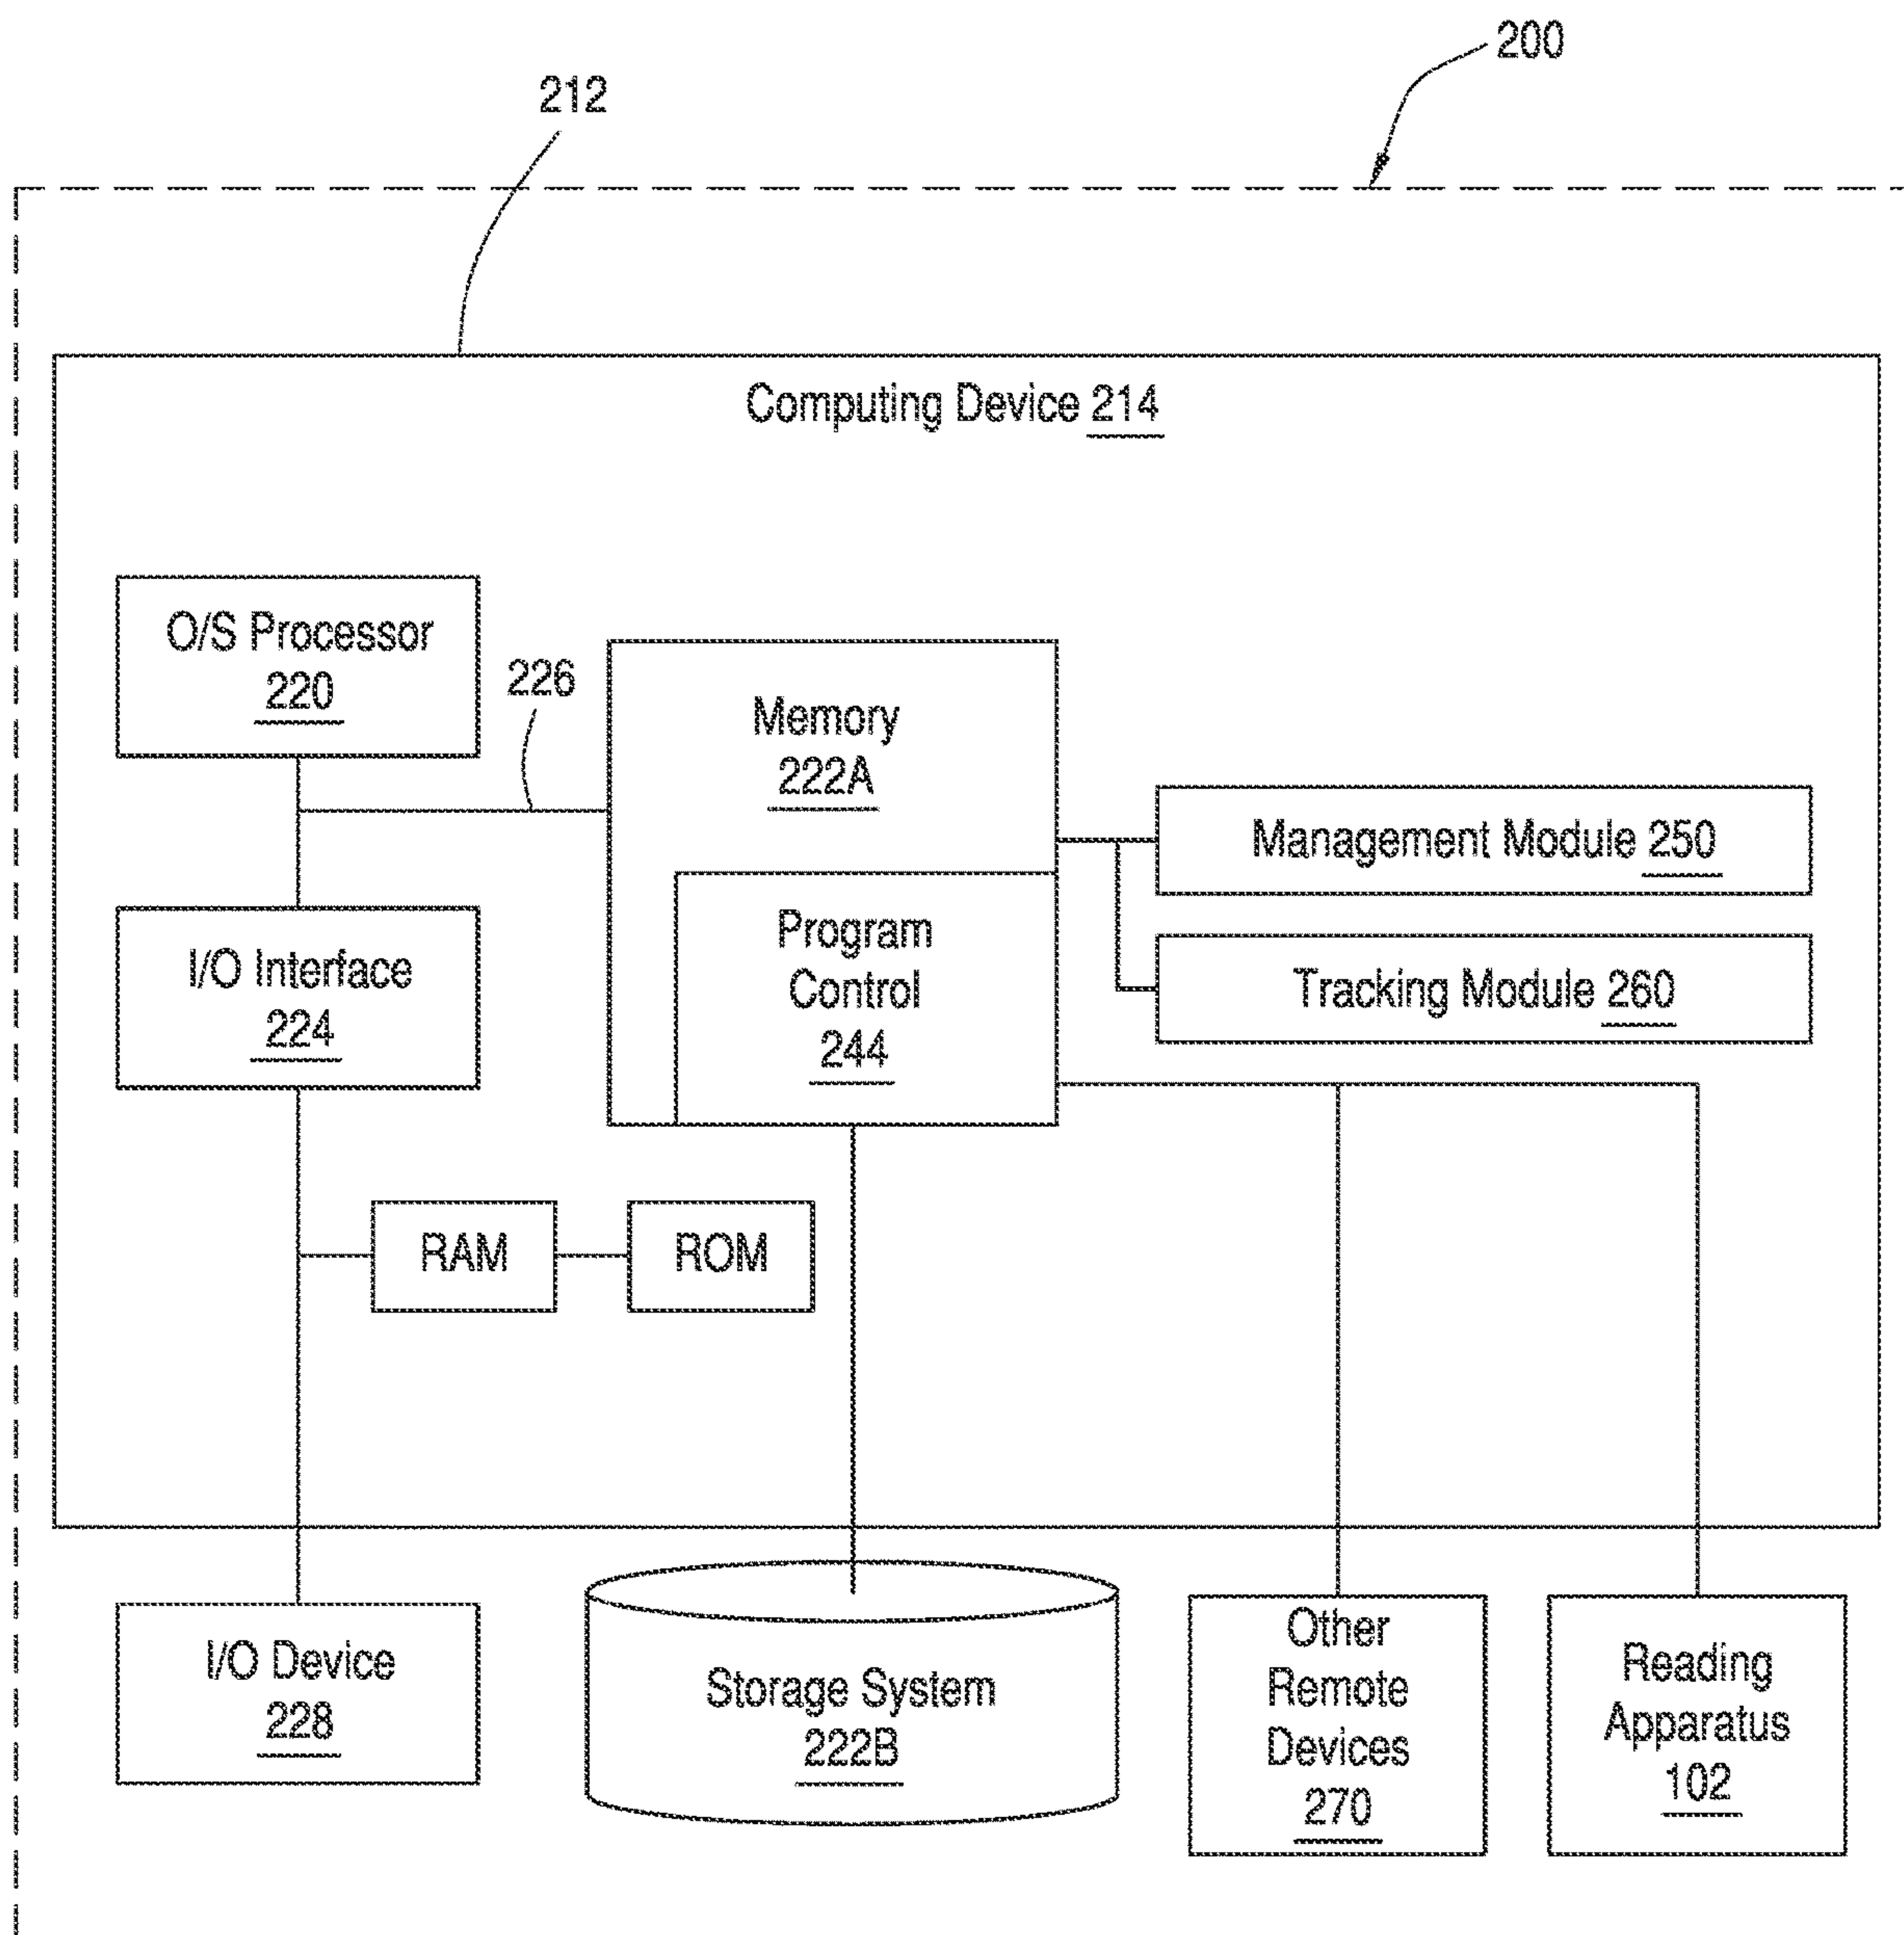 200
212
Computing Device 214
O/S Processor
220
226
Memory
222A
Management Module 250
Program
Control
244
I/O Interface
224
Tracking Module 260
RAM
ROM
I/O Device
228
Storage System
222B
Other
Remote
Devices
270
Reading
Apparatus
102